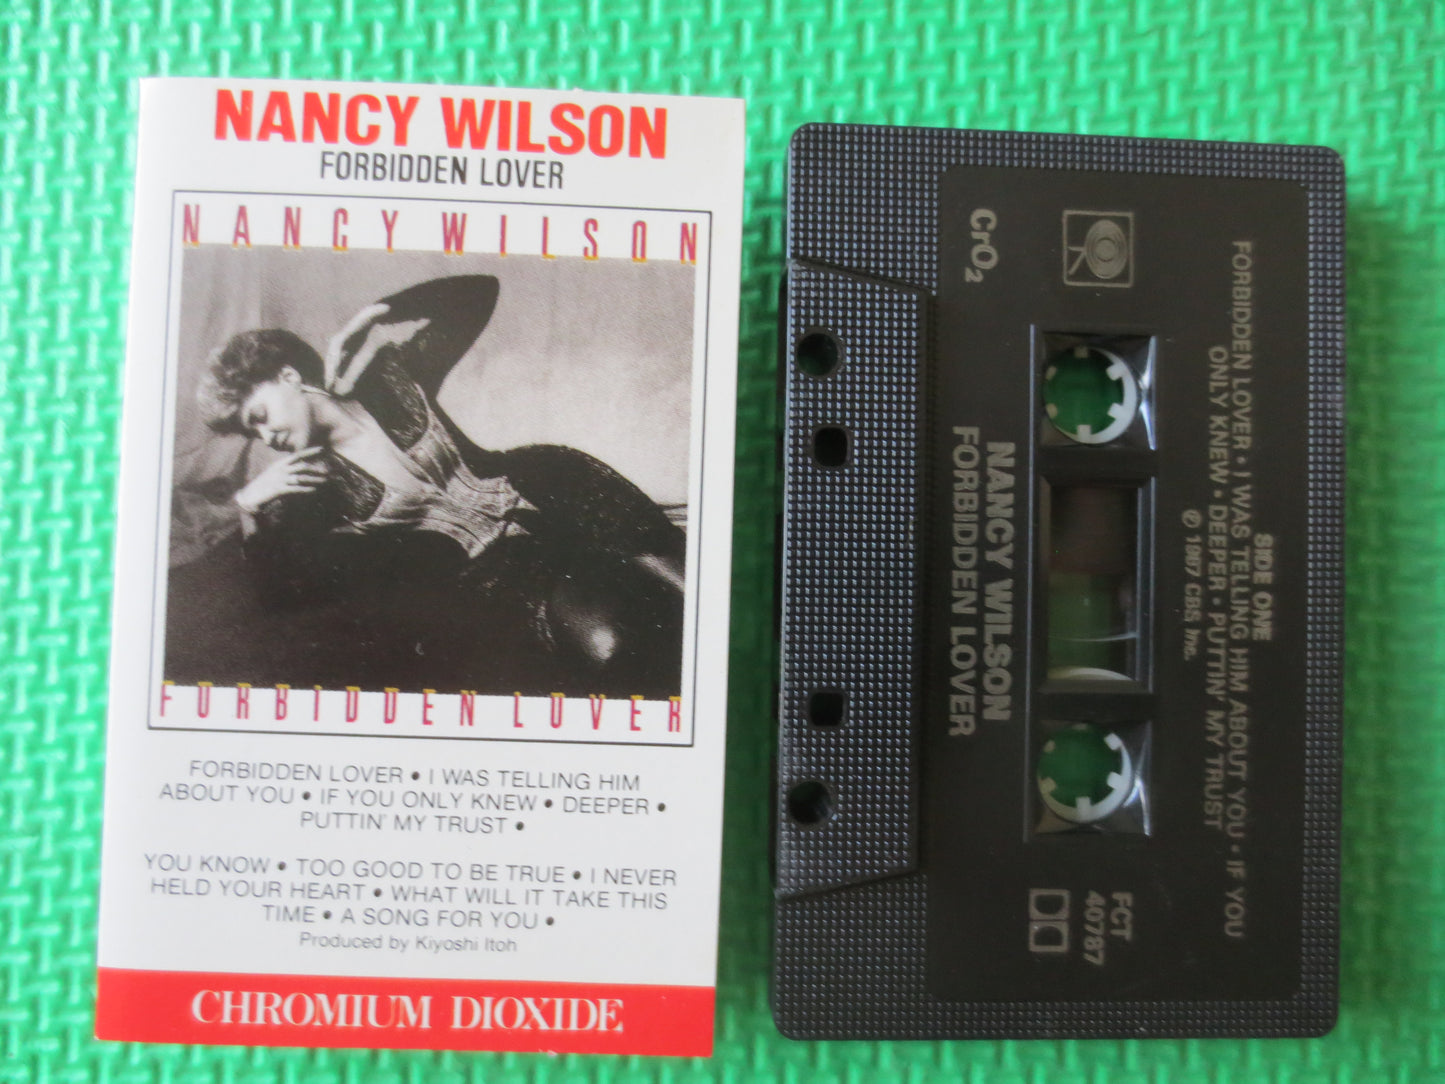 NANCY WILSON
FORBIDDEN LOVER
NANCY WILSON
FORBIDDEN LOVER
FORBIDDEN LOVER • I WAS TELLING HIM
ABOUT YOU • IF YOU ONLY KNEW • DEEPER •
PUTTIN' MY TRUST •
YOU KNOW • TOO GOOD TO BE TRUE • I NEVER
HELD YOUR HEART • WHAT WILL IT TAKE THIS
TIME • A SONG FOR YOU •
Produced by Kiyoshi Itoh
CHROMIUM DIOXIDE
SIDE ONE
FORBIDDEN LOVER • I WAS TELLING HIM ABOUT YOU • IF YOU
ONLY KNEW • DEEPER • PUTTIN' MY TRUST
℗ 1987 CBS, Inc.
CrO₂
NANCY WILSON
FORBIDDEN LOVER
FCT
40787